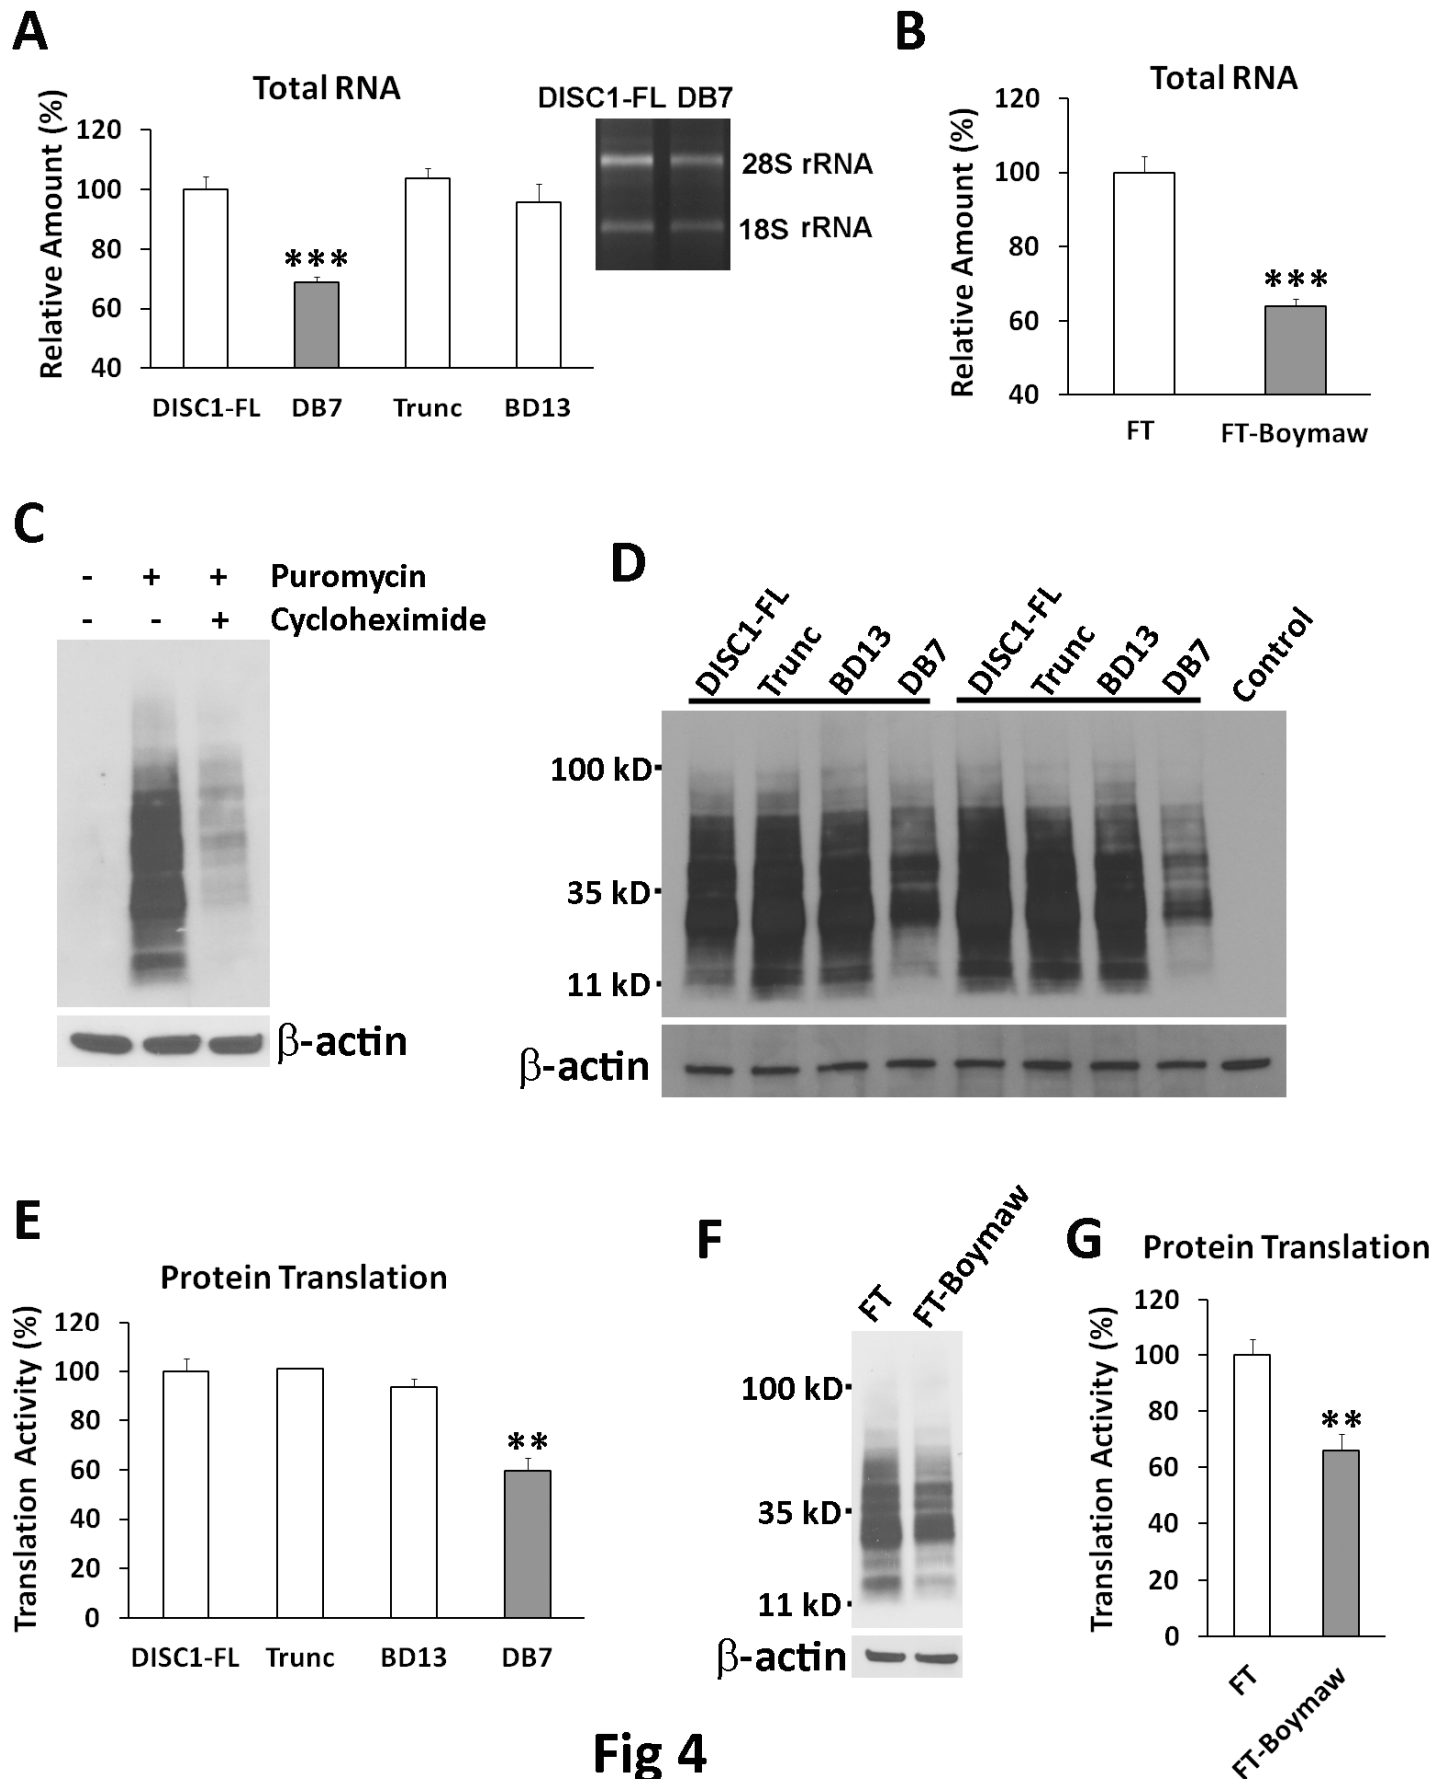 A
Total RNA
Relative Amount (%)
120
100
80
60
40
***
DISC1-FL DB7 Trunc BD13
DISC1-FL DB7
28S rRNA
18S rRNA
B
Total RNA
Relative Amount (%)
120
100
80
60
40
***
FT FT-Boymaw
C
- + + Puromycin
- - + Cycloheximide
β-actin
D
DISC1-FL Trunc BD13 DB7 DISC1-FL Trunc BD13 DB7 Control
100 kD
35 kD
11 kD
β-actin
E
Protein Translation
Translation Activity (%)
120
100
80
60
40
20
0
**
DISC1-FL Trunc BD13 DB7
F
FT FT-Boymaw
100 kD
35 kD
11 kD
β-actin
G
Protein Translation
Translation Activity (%)
120
100
80
60
40
20
0
**
FT FT-Boymaw
Fig 4